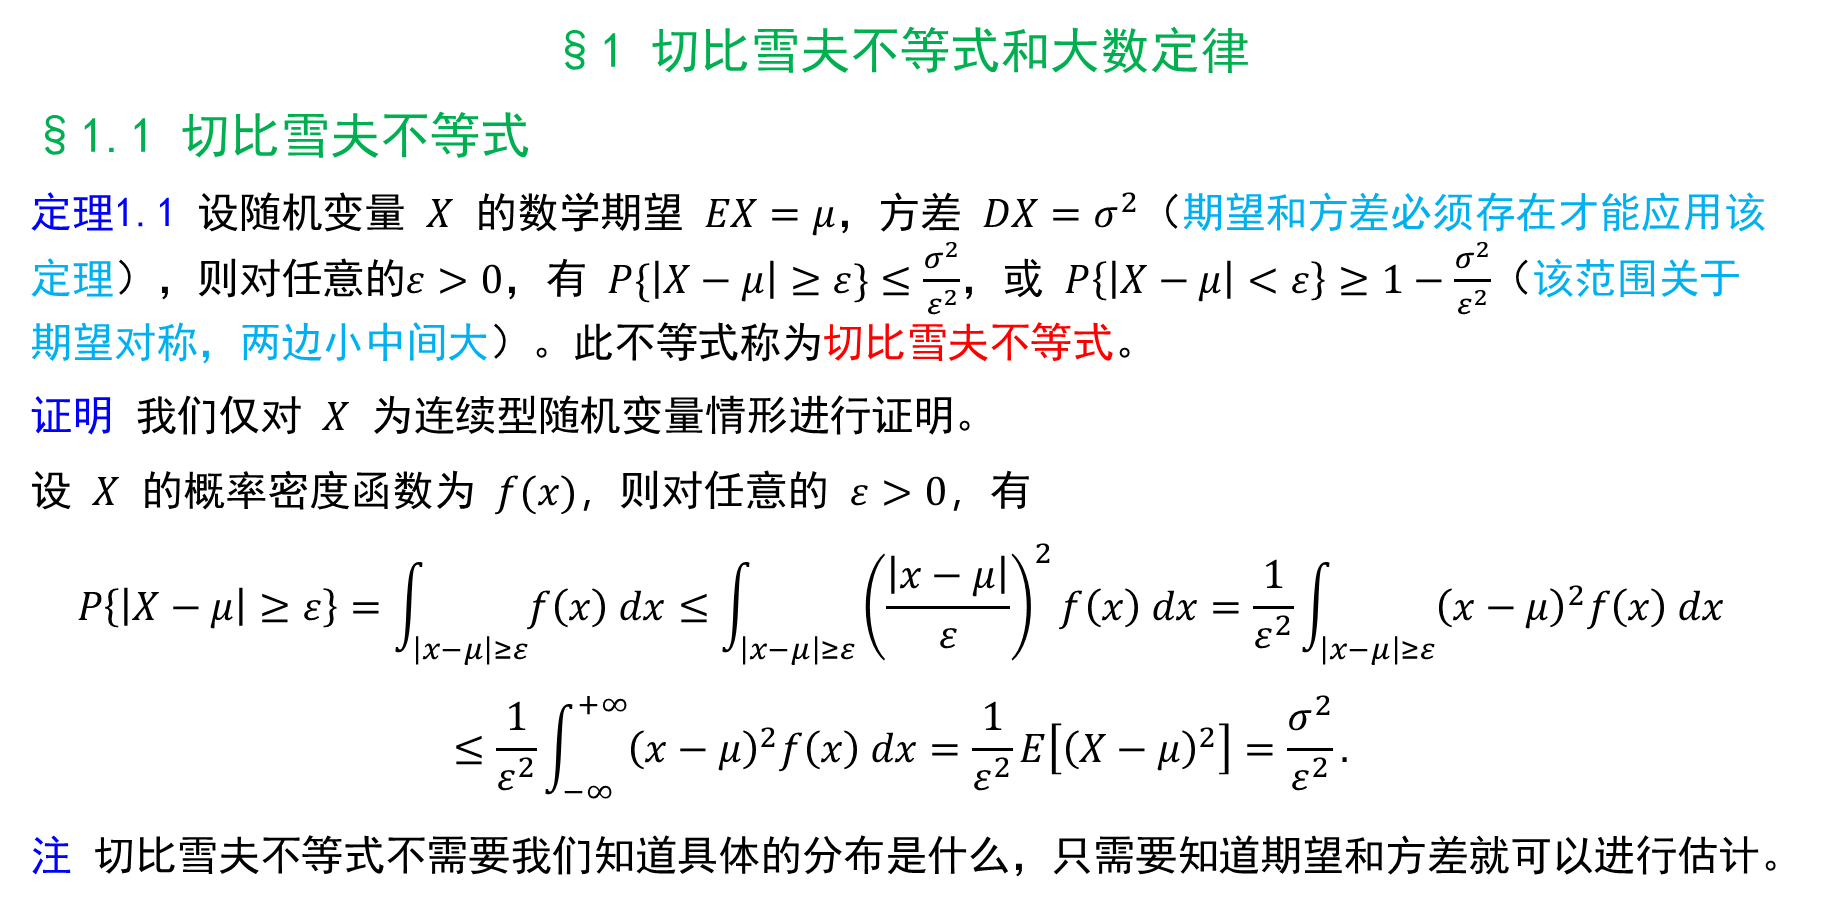 §1 切比雪夫不等式和大数定律
§1.1 切比雪夫不等式
定理1.1 设随机变量 X 的数学期望 EX = μ，方差 DX = σ²（期望和方差必须存在才能应用该
定理），则对任意的ε > 0，有 P{|X − μ| ≥ ε} ≤ σ²/ε²，或 P{|X − μ| < ε} ≥ 1 − σ²/ε²（该范围关于
期望对称，两边小中间大）。此不等式称为切比雪夫不等式。
证明 我们仅对 X 为连续型随机变量情形进行证明。
设 X 的概率密度函数为 f(x)，则对任意的 ε > 0，有
P{|X − μ| ≥ ε} = ∫_{|x−μ|≥ε} f(x) dx ≤ ∫_{|x−μ|≥ε} (|x − μ|/ε)² f(x) dx = 1/ε² ∫_{|x−μ|≥ε} (x − μ)² f(x) dx
≤ 1/ε² ∫_{−∞}^{+∞} (x − μ)² f(x) dx = 1/ε² E[(X − μ)²] = σ²/ε².
注 切比雪夫不等式不需要我们知道具体的分布是什么，只需要知道期望和方差就可以进行估计。